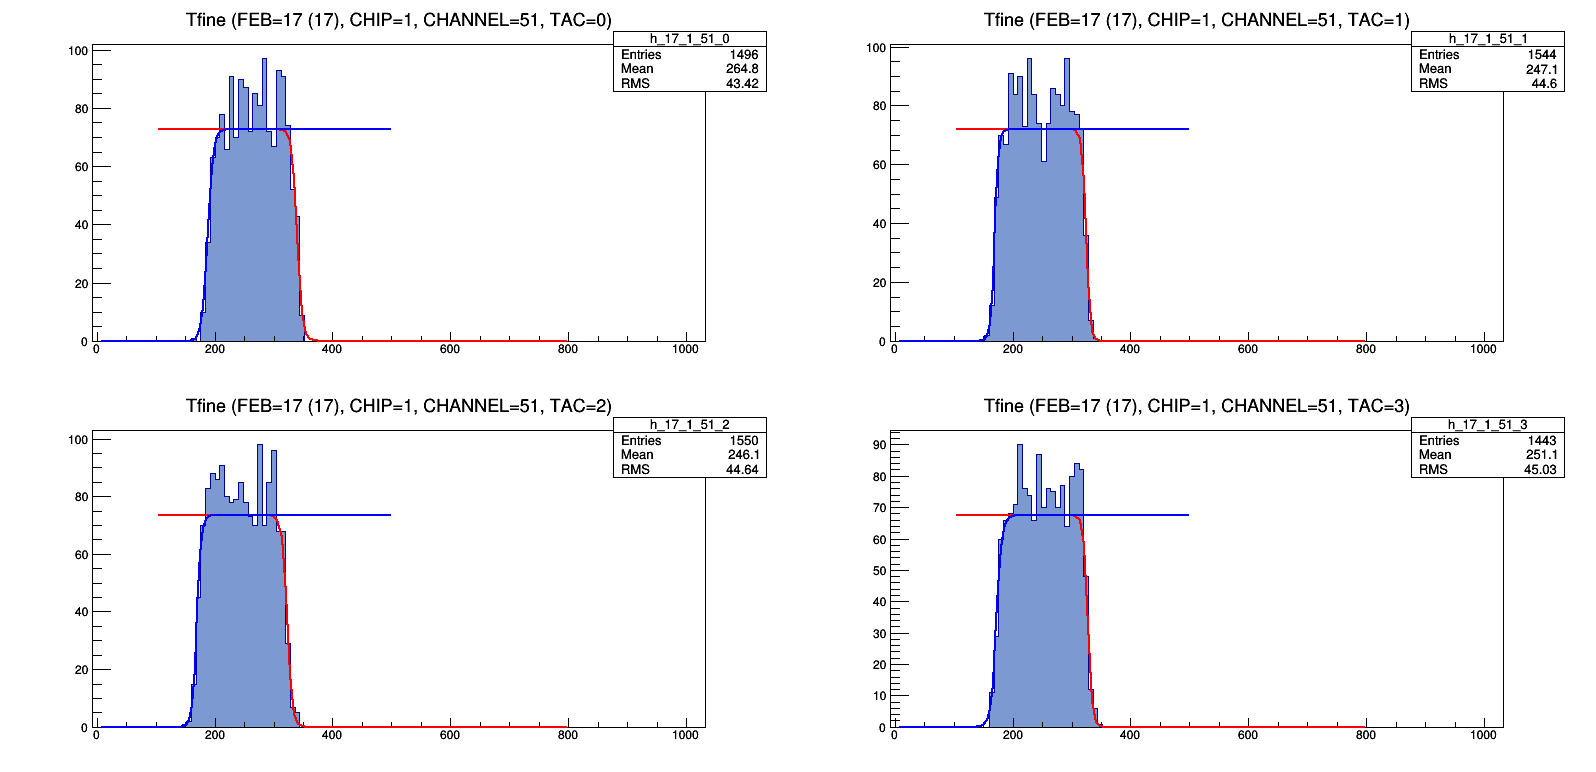 Tfine (FEB=17 (17), CHIP=1, CHANNEL=51, TAC=0)
h_17_1_51_0
Entries 1496
Mean 264.8
RMS 43.42
100
80
60
40
20
0
0 200 400 600 800 1000
Tfine (FEB=17 (17), CHIP=1, CHANNEL=51, TAC=1)
h_17_1_51_1
Entries 1544
Mean 247.1
RMS 44.6
100
80
60
40
20
0
0 200 400 600 800 1000
Tfine (FEB=17 (17), CHIP=1, CHANNEL=51, TAC=2)
h_17_1_51_2
Entries 1550
Mean 246.1
RMS 44.64
100
80
60
40
20
0
0 200 400 600 800 1000
Tfine (FEB=17 (17), CHIP=1, CHANNEL=51, TAC=3)
h_17_1_51_3
Entries 1443
Mean 251.1
RMS 45.03
90
80
70
60
50
40
30
20
10
0
0 200 400 600 800 1000